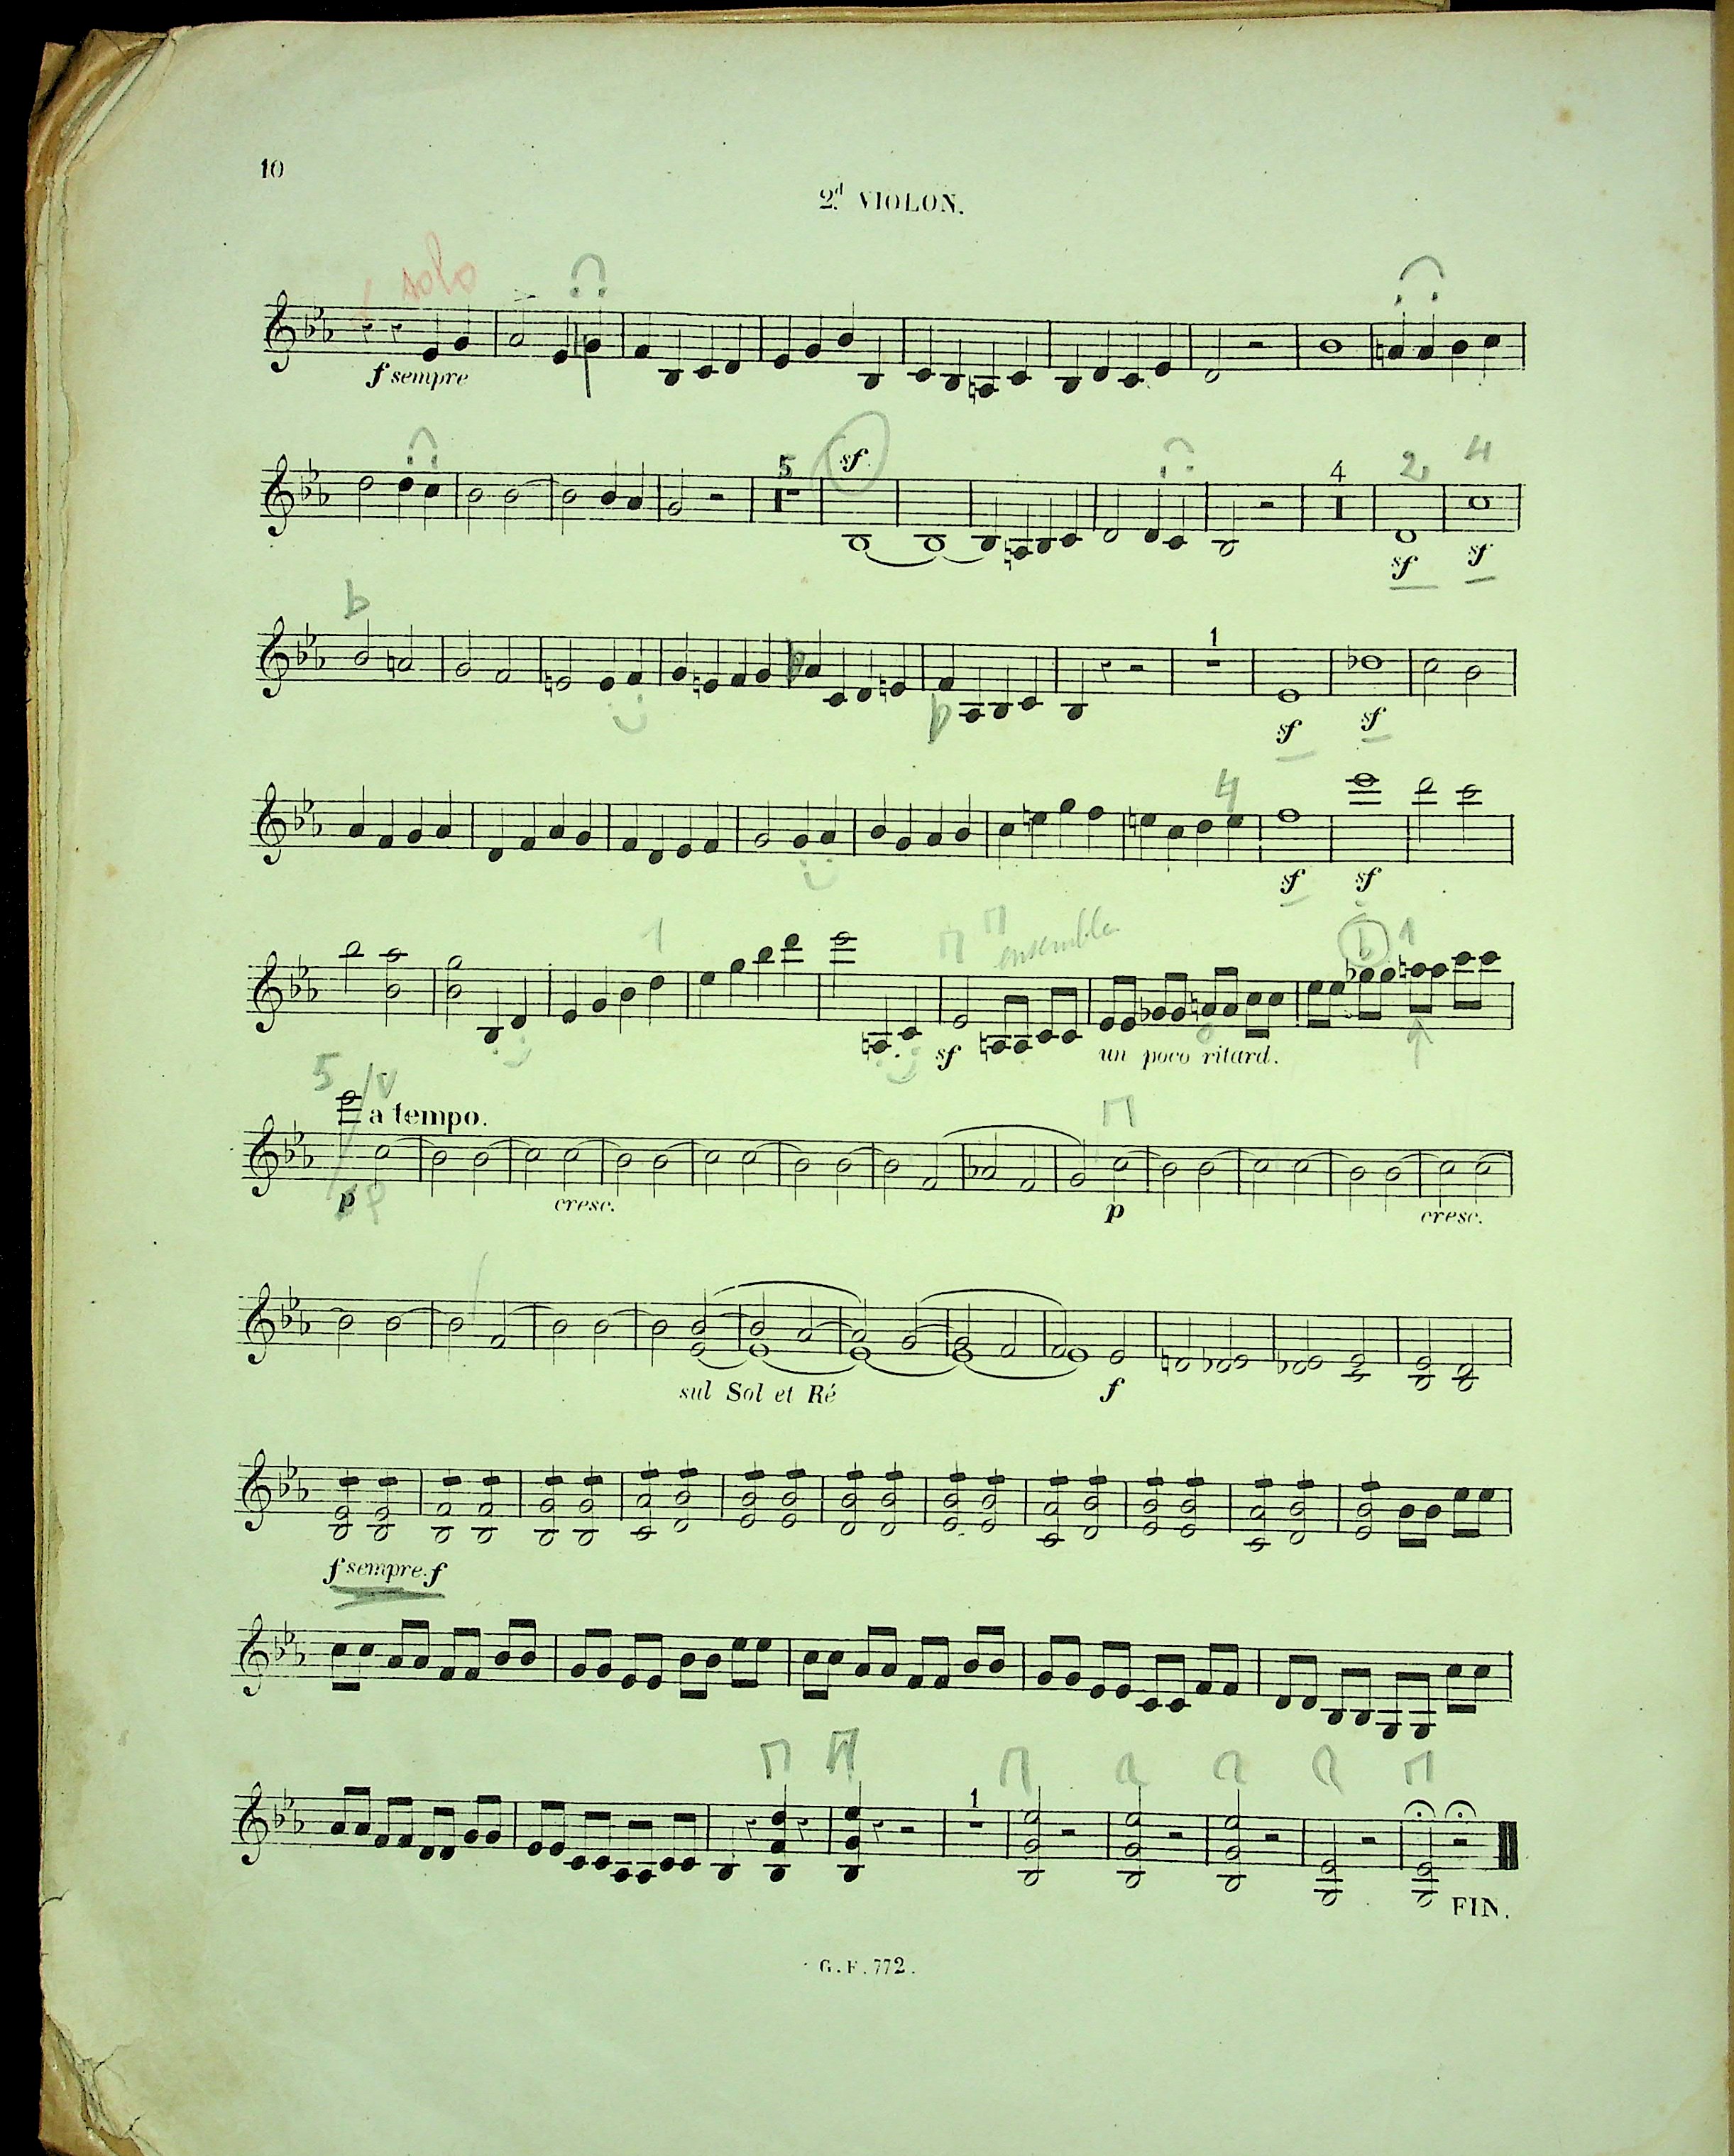 10
2.d VIOLON.
solo
f sempre
5 sf. 4 2 4
sf sf
b
1
b b
sf sf
4
sf sf
1 ensemble b 1
sf un poco ritard.
5 V
a tempo.
p p cresc. p cresc.
sul Sol et Ré f
f sempre. f
1
FIN.
G.F. 772.